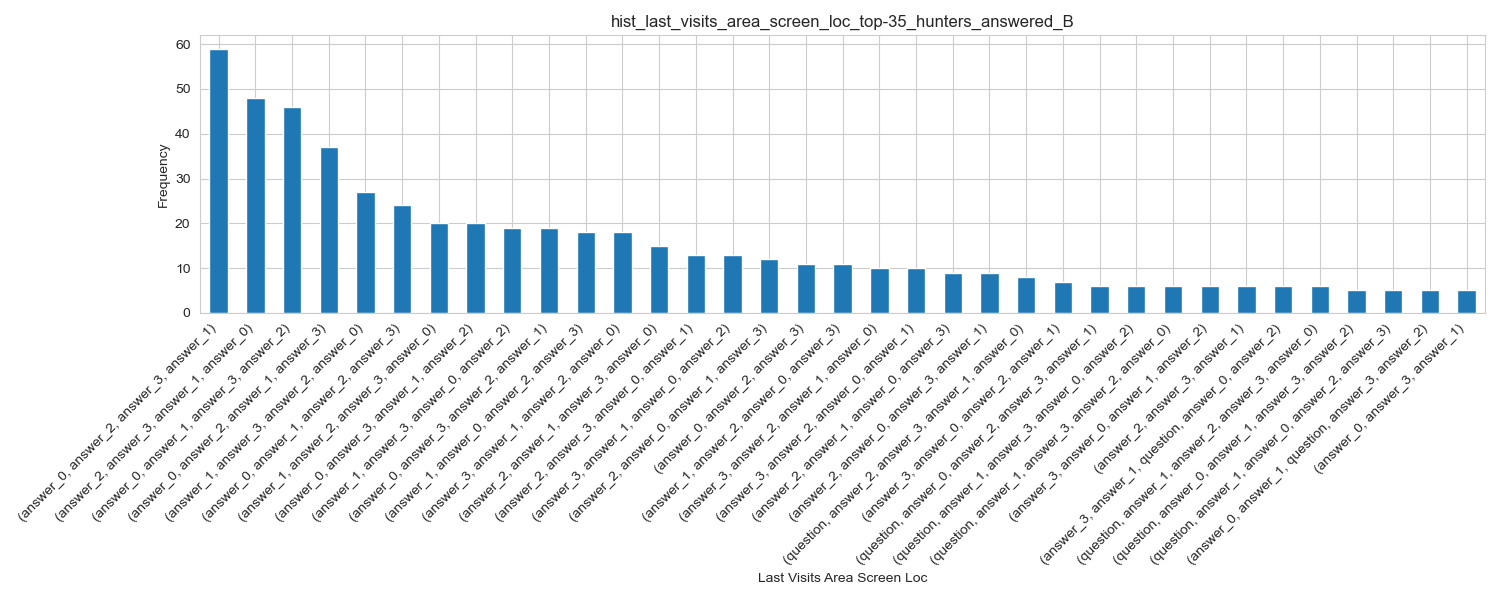 hist_last_visits_area_screen_loc_top-35_hunters_answered_B
Frequency
60
50
40
30
20
10
0
(answer_0, answer_2, answer_3, answer_1)
(answer_2, answer_3, answer_1, answer_0)
(answer_0, answer_1, answer_3, answer_2)
(answer_0, answer_2, answer_1, answer_3)
(answer_1, answer_3, answer_2, answer_0)
(answer_0, answer_1, answer_2, answer_3)
(answer_1, answer_2, answer_3, answer_0)
(answer_0, answer_3, answer_1, answer_2)
(answer_1, answer_3, answer_0, answer_2)
(answer_0, answer_3, answer_2, answer_1)
(answer_1, answer_0, answer_2, answer_3)
(answer_3, answer_1, answer_2, answer_0)
(answer_2, answer_1, answer_3, answer_0)
(answer_2, answer_3, answer_0, answer_1)
(answer_3, answer_1, answer_0, answer_2)
(answer_2, answer_0, answer_1, answer_3)
(answer_0, answer_2, answer_3)
(answer_1, answer_2, answer_0, answer_3)
(answer_3, answer_2, answer_1, answer_0)
(answer_3, answer_2, answer_0, answer_1)
(answer_2, answer_1, answer_0, answer_3)
(answer_2, answer_0, answer_3, answer_1)
(question, answer_2, answer_3, answer_1, answer_0)
(answer_3, answer_0, answer_2, answer_1)
(question, answer_0, answer_2, answer_3, answer_1)
(question, answer_1, answer_3, answer_0, answer_2)
(question, answer_1, answer_3, answer_2, answer_0)
(answer_3, answer_0, answer_1, answer_2)
(answer_2, answer_3, answer_1)
(answer_3, answer_1, question, answer_0, answer_2)
(question, answer_1, answer_2, answer_3, answer_0)
(question, answer_0, answer_1, answer_3, answer_2)
(question, answer_1, answer_0, answer_2, answer_3)
(answer_0, answer_1, question, answer_3, answer_2)
(answer_0, answer_3, answer_1)
Last Visits Area Screen Loc